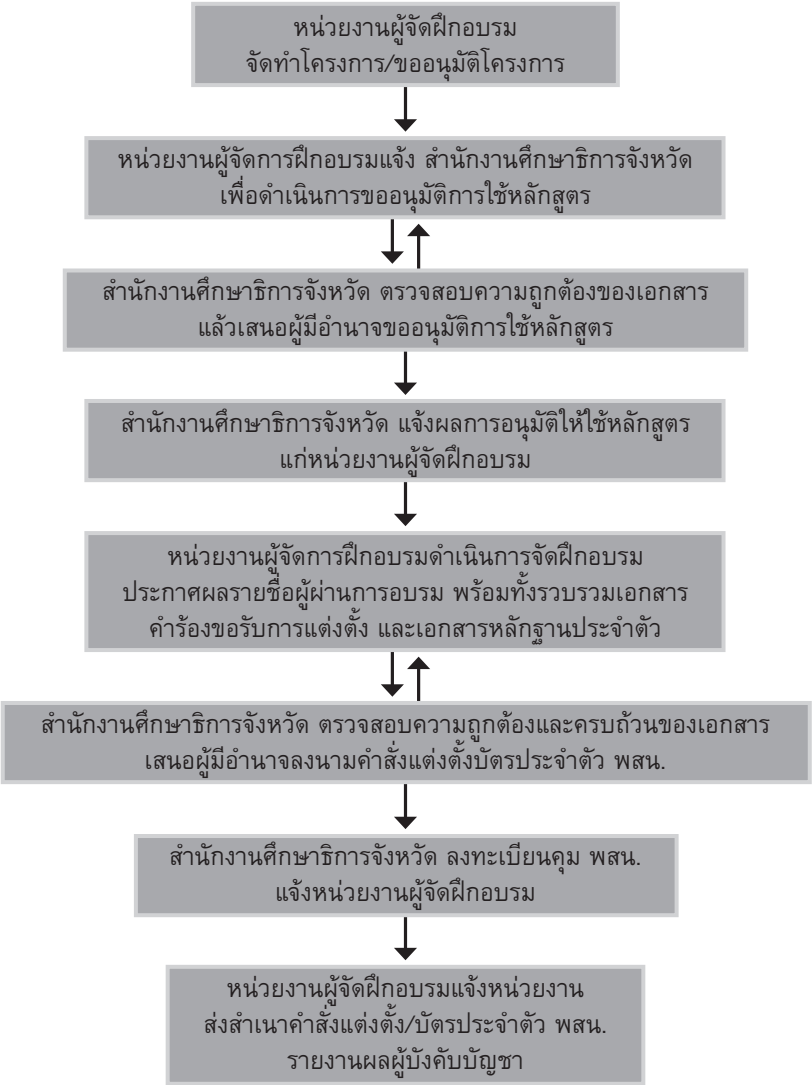 หน่วยงานผู้จัดฝึกอบรม
จัดทำโครงการ/ขออนุมัติโครงการ
หน่วยงานผู้จัดการฝึกอบรมแจ้ง สำนักงานศึกษาธิการจังหวัด
เพื่อดำเนินการขออนุมัติการใช้หลักสูตร
สำนักงานศึกษาธิการจังหวัด ตรวจสอบความถูกต้องของเอกสาร
แล้วเสนอผู้มีอำนาจขออนุมัติการใช้หลักสูตร
สำนักงานศึกษาธิการจังหวัด แจ้งผลการอนุมัติให้ใช้หลักสูตร
แก่หน่วยงานผู้จัดฝึกอบรม
หน่วยงานผู้จัดการฝึกอบรมดำเนินการจัดฝึกอบรม
ประกาศผลรายชื่อผู้ผ่านการอบรม พร้อมทั้งรวบรวมเอกสาร
คำร้องขอรับการแต่งตั้ง และเอกสารหลักฐานประจำตัว
สำนักงานศึกษาธิการจังหวัด ตรวจสอบความถูกต้องและครบถ้วนของเอกสาร
เสนอผู้มีอำนาจลงนามคำสั่งแต่งตั้งบัตรประจำตัว พสน.
สำนักงานศึกษาธิการจังหวัด ลงทะเบียนคุม พสน.
แจ้งหน่วยงานผู้จัดฝึกอบรม
หน่วยงานผู้จัดฝึกอบรมแจ้งหน่วยงาน
ส่งสำเนาคำสั่งแต่งตั้ง/บัตรประจำตัว พสน.
รายงานผลผู้บังคับบัญชา